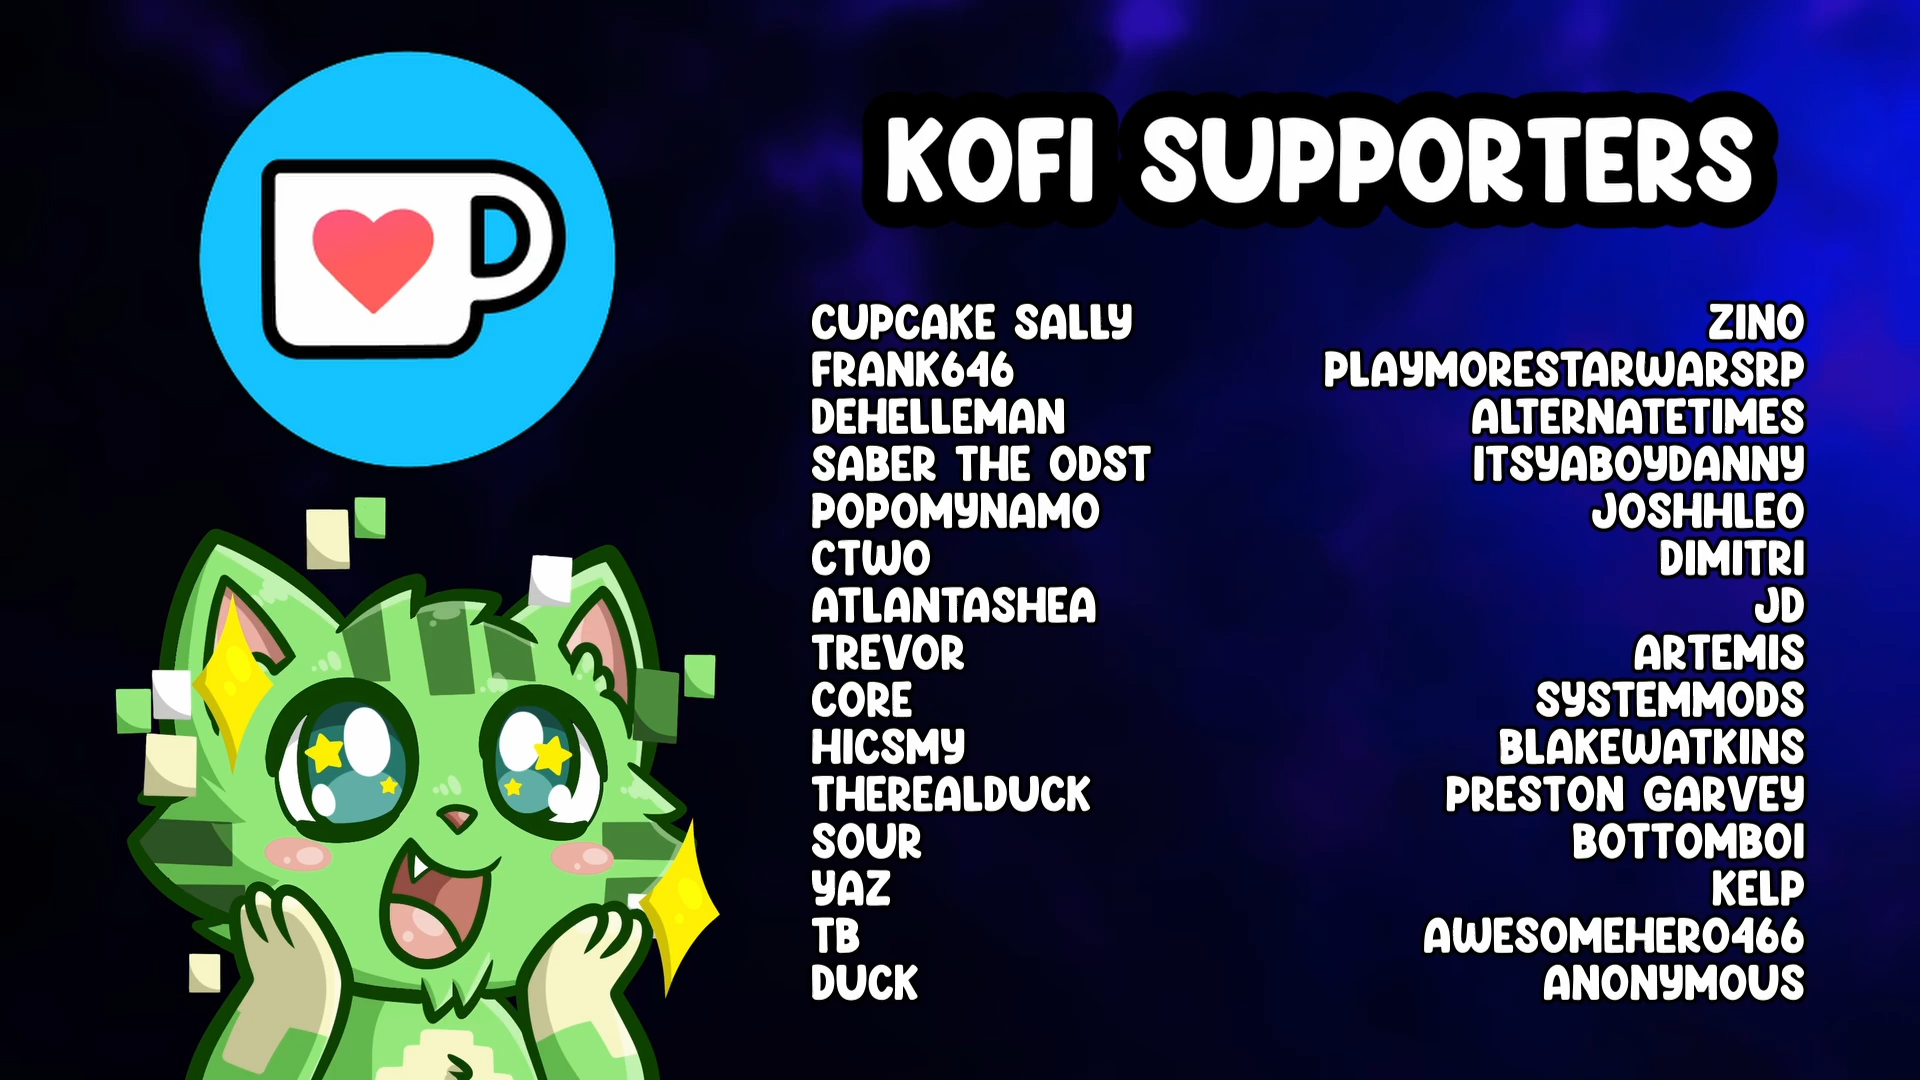 KOFI SUPPORTERS
CUPCAKE SALLY
FRANK646
DEHELLEMAN
SABER THE ODST
POPOMYNAMO
CTWO
ATLANTASHEA
TREVOR
CORE
HICSMY
THEREALDUCK
SOUR
YAZ
TB
DUCK
ZINO
PLAYMORESTARWARSRP
ALTERNATETIMES
ITSYABOYDANNY
JOSHHLEO
DIMITRI
JD
ARTEMIS
SYSTEMMODS
BLAKEWATKINS
PRESTON GARVEY
BOTTOMBOI
KELP
AWESOMEHERO466
ANONYMOUS